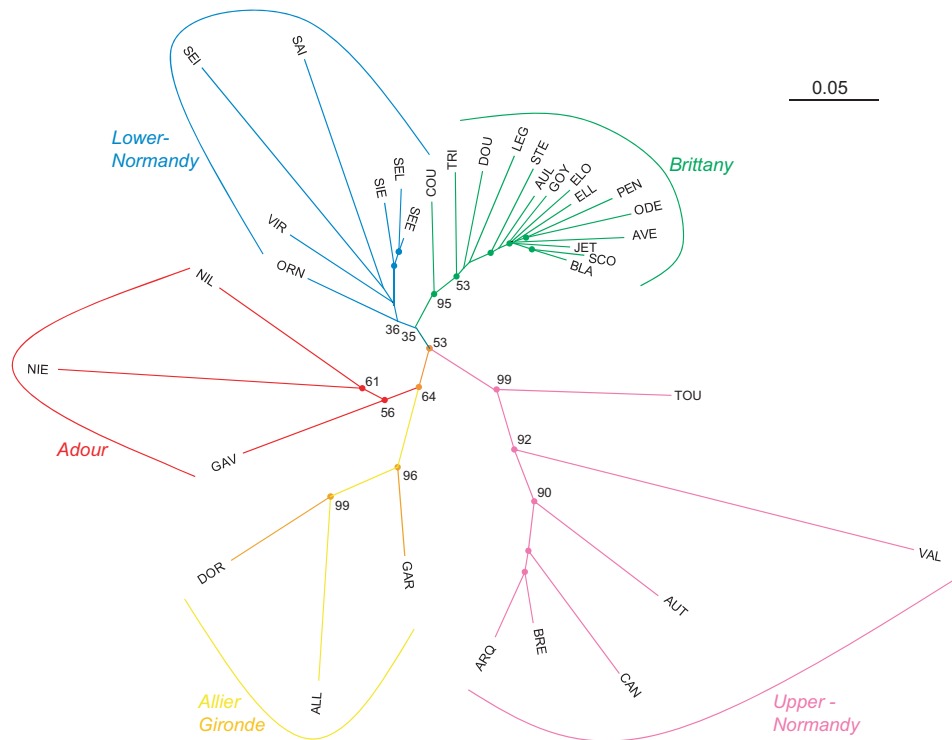 SEI
SAI
0.05
Lower-
Normandy
SIE
SEL
SEE
COU
TRI
DOU
LEG
STE
AUL
GOY
ELO
ELL
PEN
ODE
AVE
JET
SCO
BLA
Brittany
VIR
ORN
NIL
95
53
36
35
53
NIE
61
56
64
99
TOU
Adour
GAV
92
96
99
90
DOR
GAR
VAL
AUT
ARQ
BRE
CAN
ALL
Allier
Gironde
Upper -
Normandy